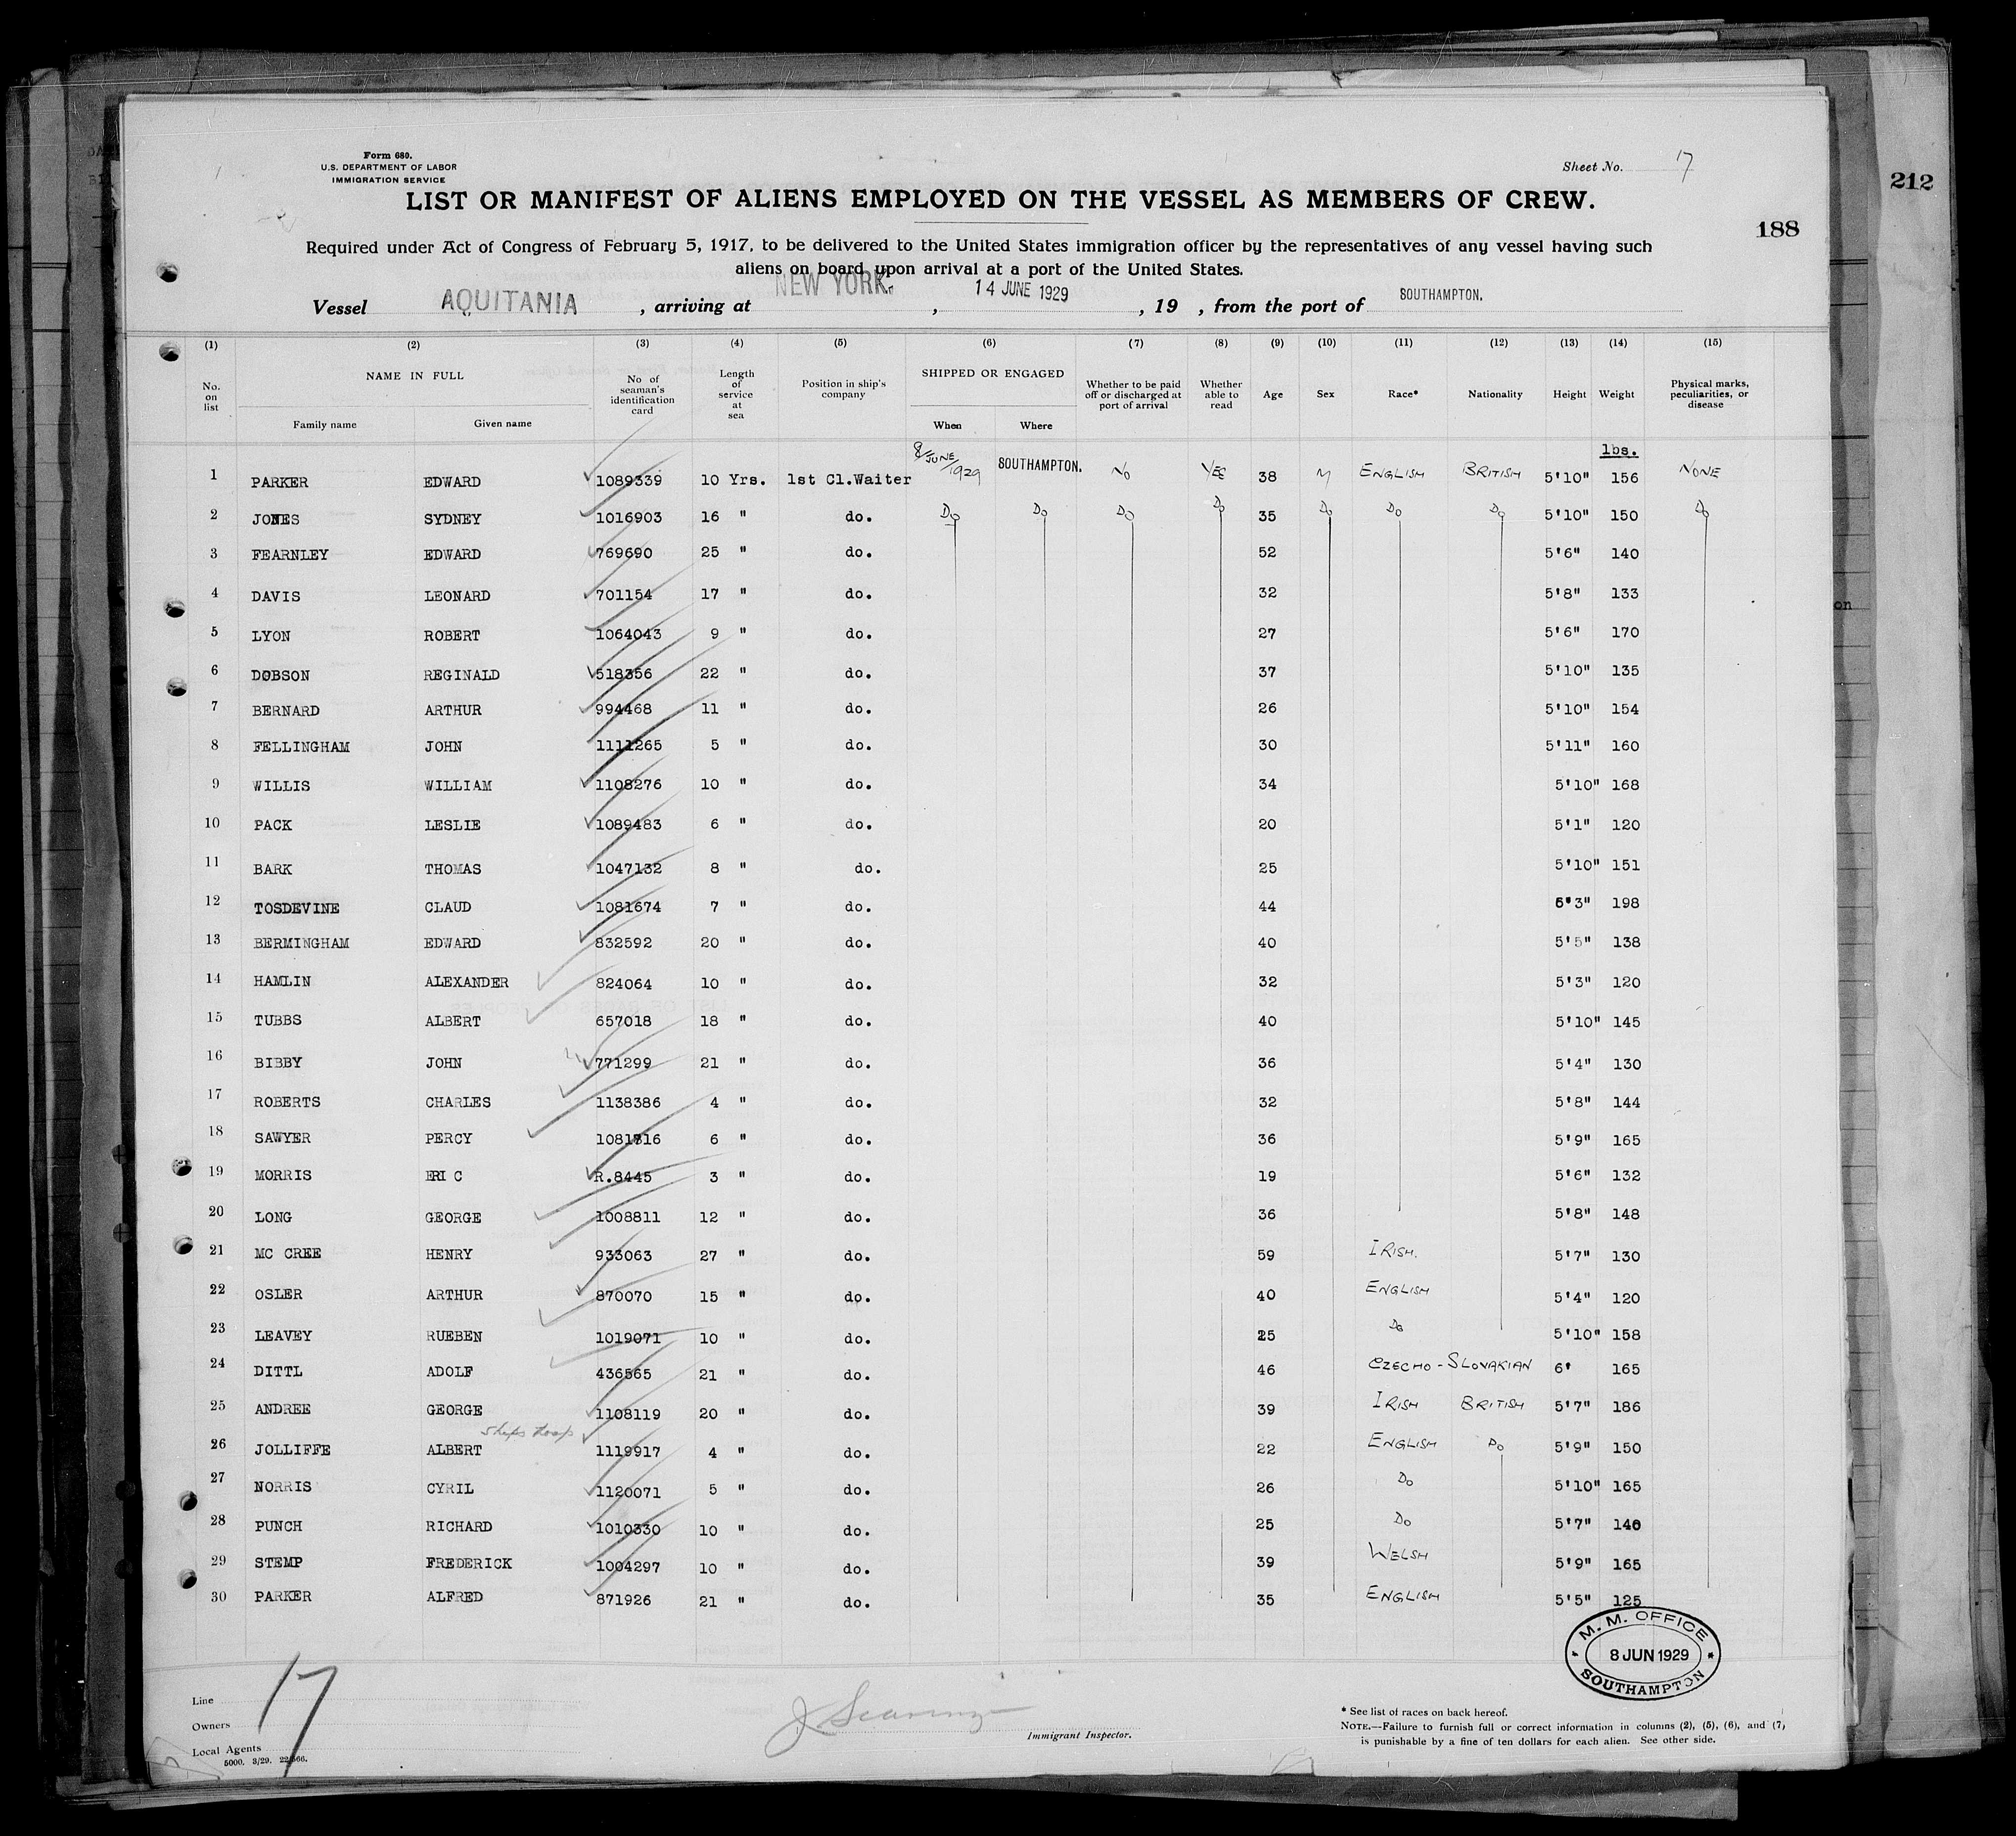 Form 680.
U.S. DEPARTMENT OF LABOR
IMMIGRATION SERVICE
Sheet No. 17
212
LIST OR MANIFEST OF ALIENS EMPLOYED ON THE VESSEL AS MEMBERS OF CREW.
188
Required under Act of Congress of February 5, 1917, to be delivered to the United States immigration officer by the representatives of any vessel having such
aliens on board upon arrival at a port of the United States.
Vessel AQUITANIA, arriving at NEW YORK., 14 JUNE 1929, 19 , from the port of SOUTHAMPTON.
(1) (2) (3) (4) (5) (6) (7) (8) (9) (10) (11) (12) (13) (14) (15)
No. on list NAME IN FULL Family name Given name No of seaman's identification card Length of service at sea Position in ship's company SHIPPED OR ENGAGED When Where Whether to be paid off or discharged at port of arrival Whether able to read Age Sex Race* Nationality Height Weight Physical marks, peculiarities, or disease
lbs.
1 PARKER EDWARD 1089339 10 Yrs. 1st Cl.Waiter 8/JUNE/1929 SOUTHAMPTON. NO YES 38 M ENGLISH BRITISH 5'10" 156 NONE
2 JONES SYDNEY 1016903 16 " do. Do Do Do Do 35 Do Do Do 5'10" 150 Do
3 FEARNLEY EDWARD 769690 25 " do. 52 5'6" 140
4 DAVIS LEONARD 701154 17 " do. 32 5'8" 133
5 LYON ROBERT 1064043 9 " do. 27 5'6" 170
6 DOBSON REGINALD 518356 22 " do. 37 5'10" 135
7 BERNARD ARTHUR 994468 11 " do. 26 5'10" 154
8 FELLINGHAM JOHN 1111265 5 " do. 30 5'11" 160
9 WILLIS WILLIAM 1108276 10 " do. 34 5'10" 168
10 PACK LESLIE 1089483 6 " do. 20 5'1" 120
11 BARK THOMAS 1047132 8 " do. 25 5'10" 151
12 TOSDEVINE CLAUD 1081674 7 " do. 44 6'3" 198
13 BERMINGHAM EDWARD 832592 20 " do. 40 5'5" 138
14 HAMLIN ALEXANDER 824064 10 " do. 32 5'3" 120
15 TUBBS ALBERT 657018 18 " do. 40 5'10" 145
16 BIBBY JOHN 771299 21 " do. 36 5'4" 130
17 ROBERTS CHARLES 1138386 4 " do. 32 5'8" 144
18 SAWYER PERCY 1081816 6 " do. 36 5'9" 165
19 MORRIS ERI C R.8445 3 " do. 19 5'6" 132
20 LONG GEORGE 1008811 12 " do. 36 5'8" 148
21 MC CREE HENRY 933063 27 " do. 59 IRISH. 5'7" 130
22 OSLER ARTHUR 870070 15 " do. 40 ENGLISH 5'4" 120
23 LEAVEY RUEBEN 1019071 10 " do. 25 Do 5'10" 158
24 DITTL ADOLF 436565 21 " do. 46 CZECHO-SLOVAKIAN 6' 165
25 ANDREE GEORGE 1108119 20 " do. 39 IRISH BRITISH 5'7" 186
26 JOLLIFFE ALBERT 1119917 4 " do. 22 ENGLISH Do 5'9" 150
27 NORRIS CYRIL 1120071 5 " do. 26 Do 5'10" 165
28 PUNCH RICHARD 1010330 10 " do. 25 Do 5'7" 140
29 STEMP FREDERICK 1004297 10 " do. 39 WELSH 5'9" 165
30 PARKER ALFRED 871926 21 " do. 35 ENGLISH 5'5" 125
M. M. OFFICE
8 JUN 1929
SOUTHAMPTON
17
Line
Owners
Local Agents
5000. 3/29.
Immigrant Inspector.
* See list of races on back hereof.
NOTE.—Failure to furnish full or correct information in columns (2), (5), (6), and (7),
is punishable by a fine of ten dollars for each alien. See other side.